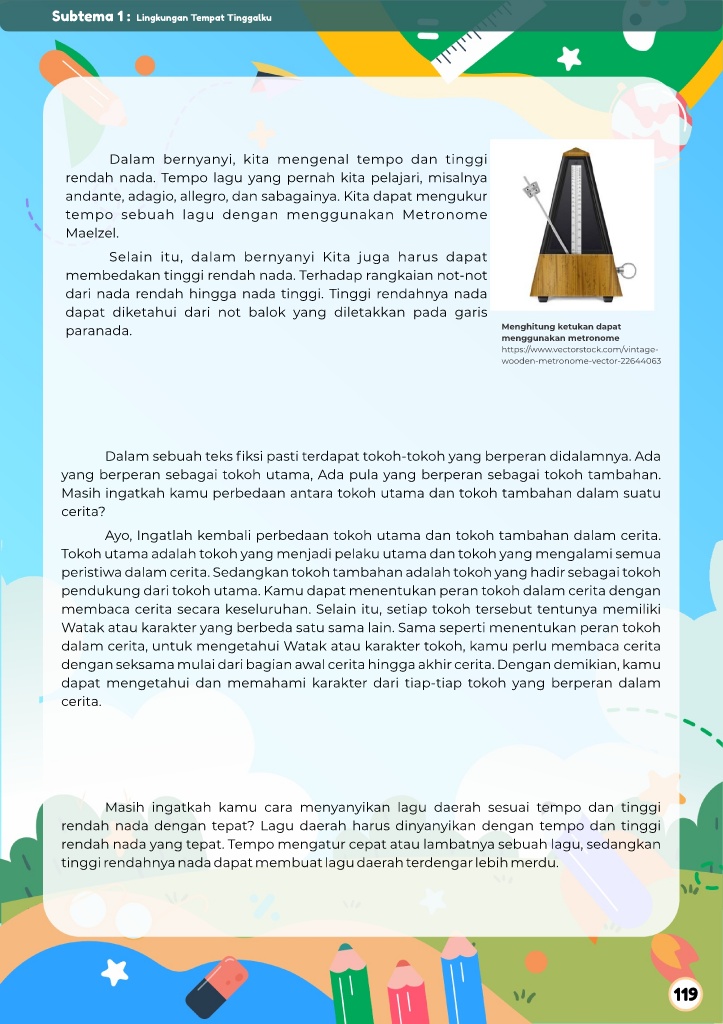 Subtema 1 : Lingkungan Tempat Tinggalku
Dalam bernyanyi, kita mengenal tempo dan tinggi
rendah nada. Tempo lagu yang pernah kita pelajari, misalnya
andante, adagio, allegro, dan sabagainya. Kita dapat mengukur
tempo sebuah lagu dengan menggunakan Metronome
Maelzel.
Selain itu, dalam bernyanyi Kita juga harus dapat
membedakan tinggi rendah nada. Terhadap rangkaian not-not
dari nada rendah hingga nada tinggi. Tinggi rendahnya nada
dapat diketahui dari not balok yang diletakkan pada garis
paranada.
Menghitung ketukan dapat
menggunakan metronome
https://www.vectorstock.com/vintage-
wooden-metronome-vector-22644063
Dalam sebuah teks fiksi pasti terdapat tokoh-tokoh yang berperan didalamnya. Ada
yang berperan sebagai tokoh utama, Ada pula yang berperan sebagai tokoh tambahan.
Masih ingatkah kamu perbedaan antara tokoh utama dan tokoh tambahan dalam suatu
cerita?
Ayo, Ingatlah kembali perbedaan tokoh utama dan tokoh tambahan dalam cerita.
Tokoh utama adalah tokoh yang menjadi pelaku utama dan tokoh yang mengalami semua
peristiwa dalam cerita. Sedangkan tokoh tambahan adalah tokoh yang hadir sebagai tokoh
pendukung dari tokoh utama. Kamu dapat menentukan peran tokoh dalam cerita dengan
membaca cerita secara keseluruhan. Selain itu, setiap tokoh tersebut tentunya memiliki
Watak atau karakter yang berbeda satu sama lain. Sama seperti menentukan peran tokoh
dalam cerita, untuk mengetahui Watak atau karakter tokoh, kamu perlu membaca cerita
dengan seksama mulai dari bagian awal cerita hingga akhir cerita. Dengan demikian, kamu
dapat mengetahui dan memahami karakter dari tiap-tiap tokoh yang berperan dalam
cerita.
Masih ingatkah kamu cara menyanyikan lagu daerah sesuai tempo dan tinggi
rendah nada dengan tepat? Lagu daerah harus dinyanyikan dengan tempo dan tinggi
rendah nada yang tepat. Tempo mengatur cepat atau lambatnya sebuah lagu, sedangkan
tinggi rendahnya nada dapat membuat lagu daerah terdengar lebih merdu.
119